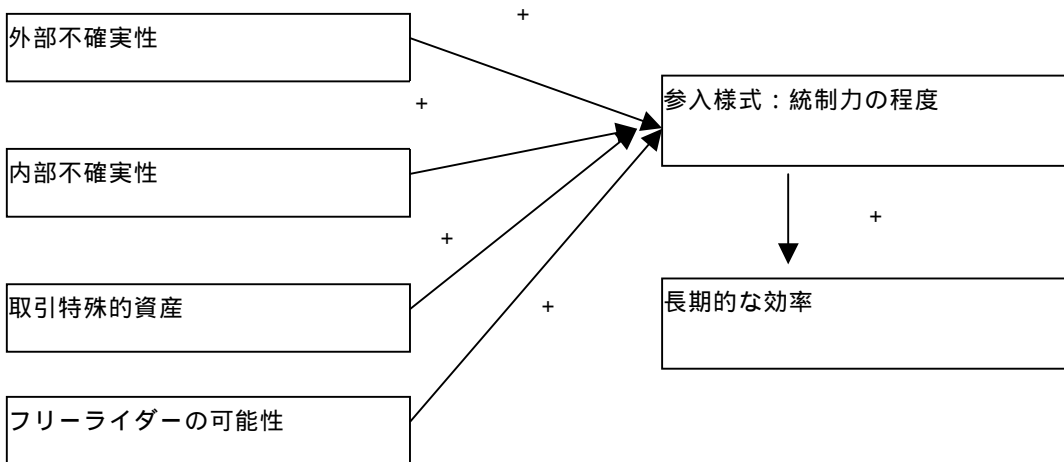 +
外部不確実性
+
参入様式：統制力の程度
内部不確実性
+
+
取引特殊的資産
+
長期的な効率
フリーライダーの可能性